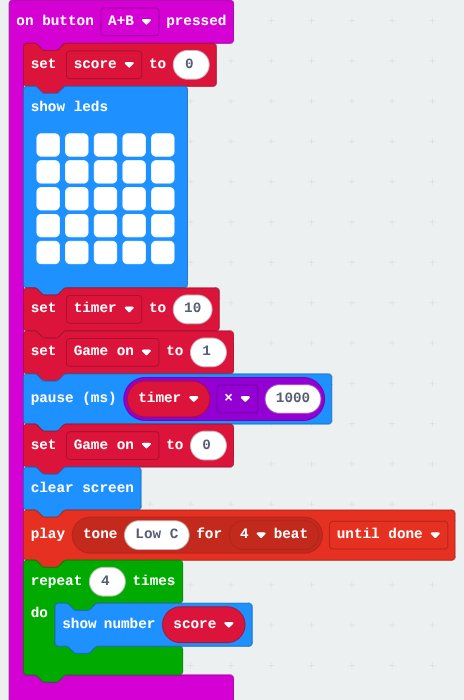 on button A+B pressed
set score to 0
show leds
set timer to 10
set Game on to 1
pause (ms) timer × 1000
set Game on to 0
clear screen
play tone Low C for 4 beat until done
repeat 4 times
do
show number score